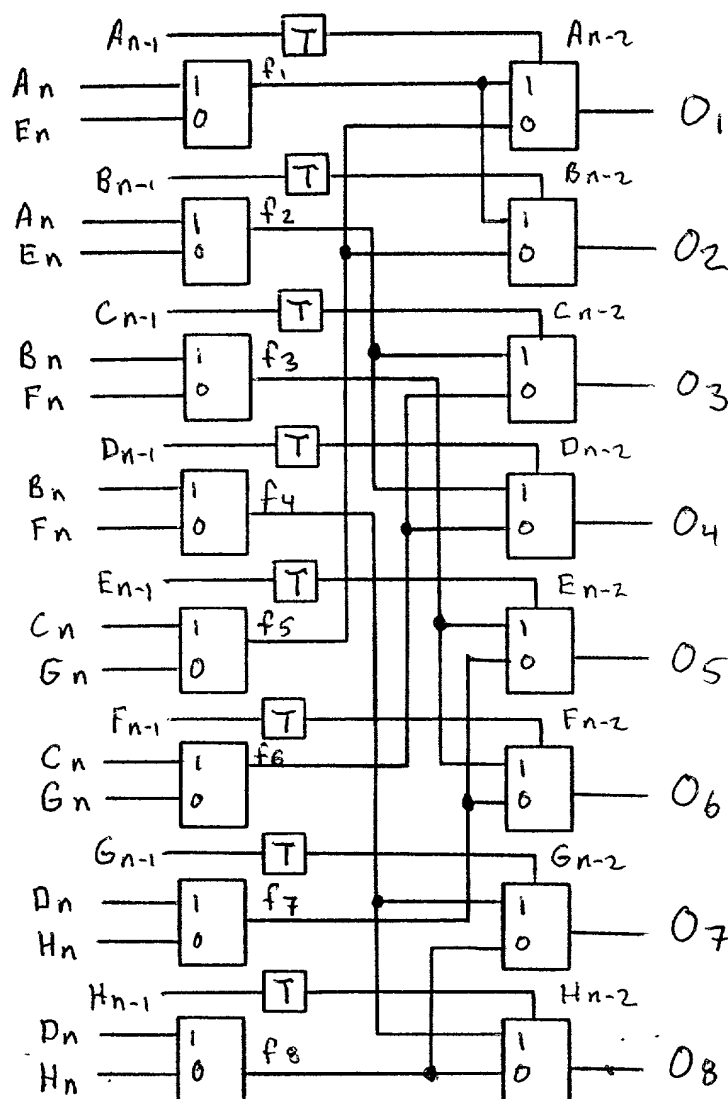 An-1 T An-2
An 1 f1 1
En 0 0 O1
Bn-1 T Bn-2
An 1 f2 1
En 0 0 O2
Cn-1 T Cn-2
Bn 1 f3 1
Fn 0 0 O3
Dn-1 T Dn-2
Bn 1 f4 1
Fn 0 0 O4
En-1 T En-2
Cn 1 f5 1
Gn 0 0 O5
Fn-1 T Fn-2
Cn 1 f6 1
Gn 0 0 O6
Gn-1 T Gn-2
Dn 1 f7 1
Hn 0 0 O7
Hn-1 T Hn-2
Dn 1 f8 1
Hn 0 0 O8